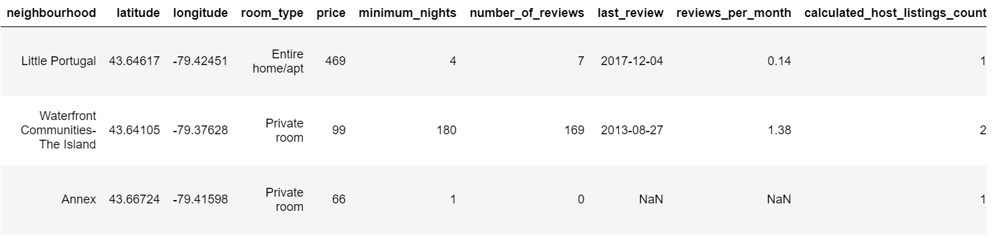 neighbourhood latitude longitude room_type price minimum_nights number_of_reviews last_review reviews_per_month calculated_host_listings_count
Little Portugal 43.64617 -79.42451 Entire home/apt 469 4 7 2017-12-04 0.14 1
Waterfront Communities-The Island 43.64105 -79.37628 Private room 99 180 169 2013-08-27 1.38 2
Annex 43.66724 -79.41598 Private room 66 1 0 NaN NaN 1